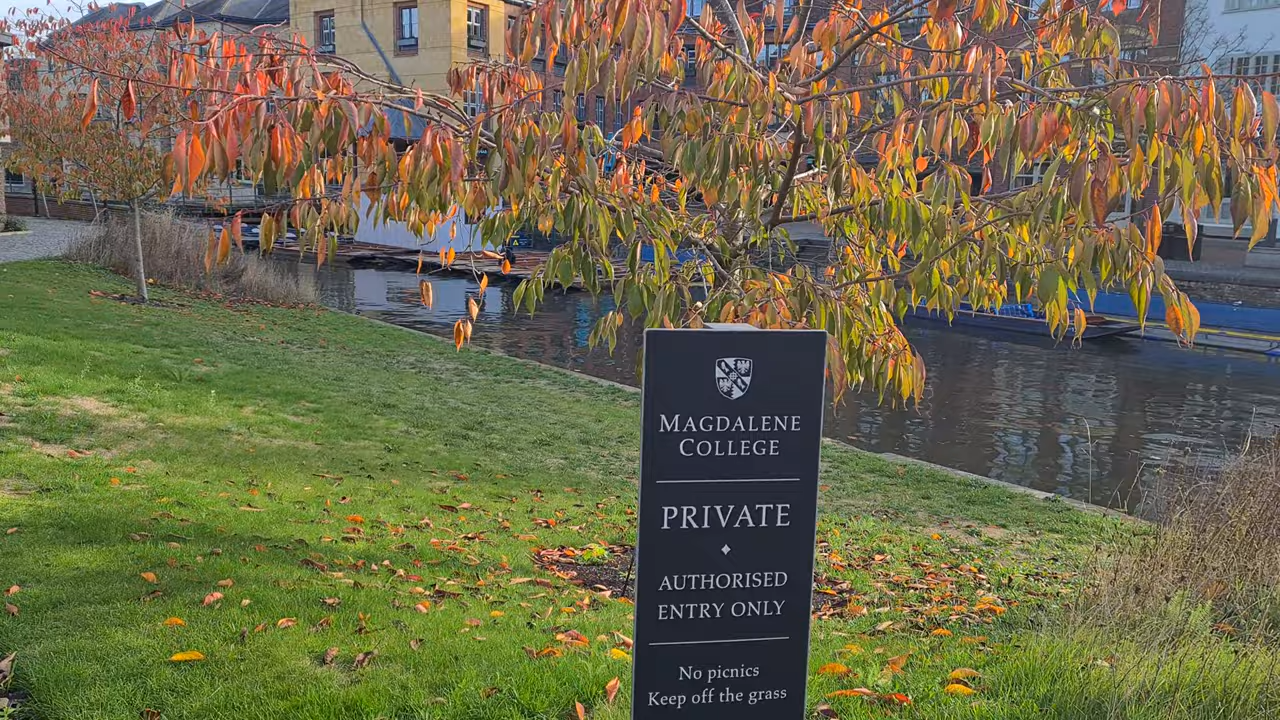 MAGDALENE
COLLEGE
PRIVATE
AUTHORISED
ENTRY ONLY
No picnics
Keep off the grass